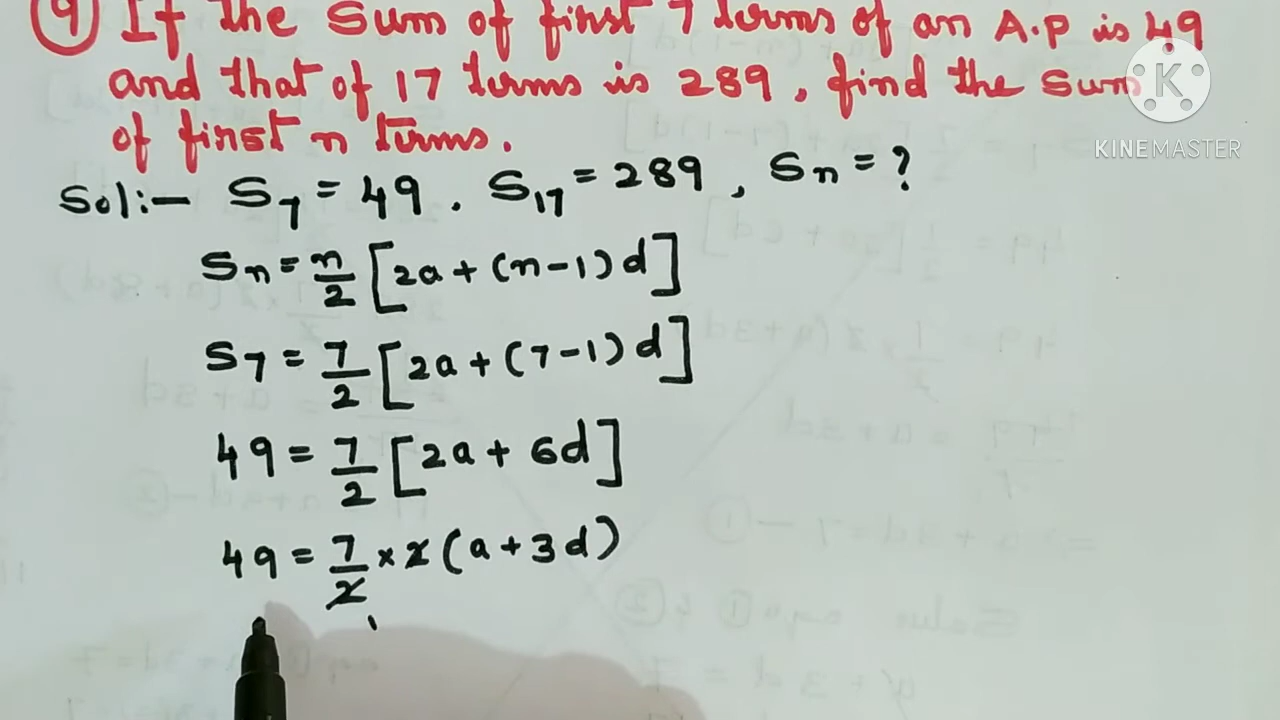 9) If the Sum of first 7 terms of an A.P is 49
and that of 17 terms is 289, find the Sum
of first n terms.
K
KINEMASTER
Sol:- S7 = 49. S17 = 289, Sn = ?
Sn = n/2 [2a + (n-1)d]
S7 = 7/2 [2a + (7-1)d]
49 = 7/2 [2a + 6d]
49 = 7/2 × 2 (a + 3d)
1